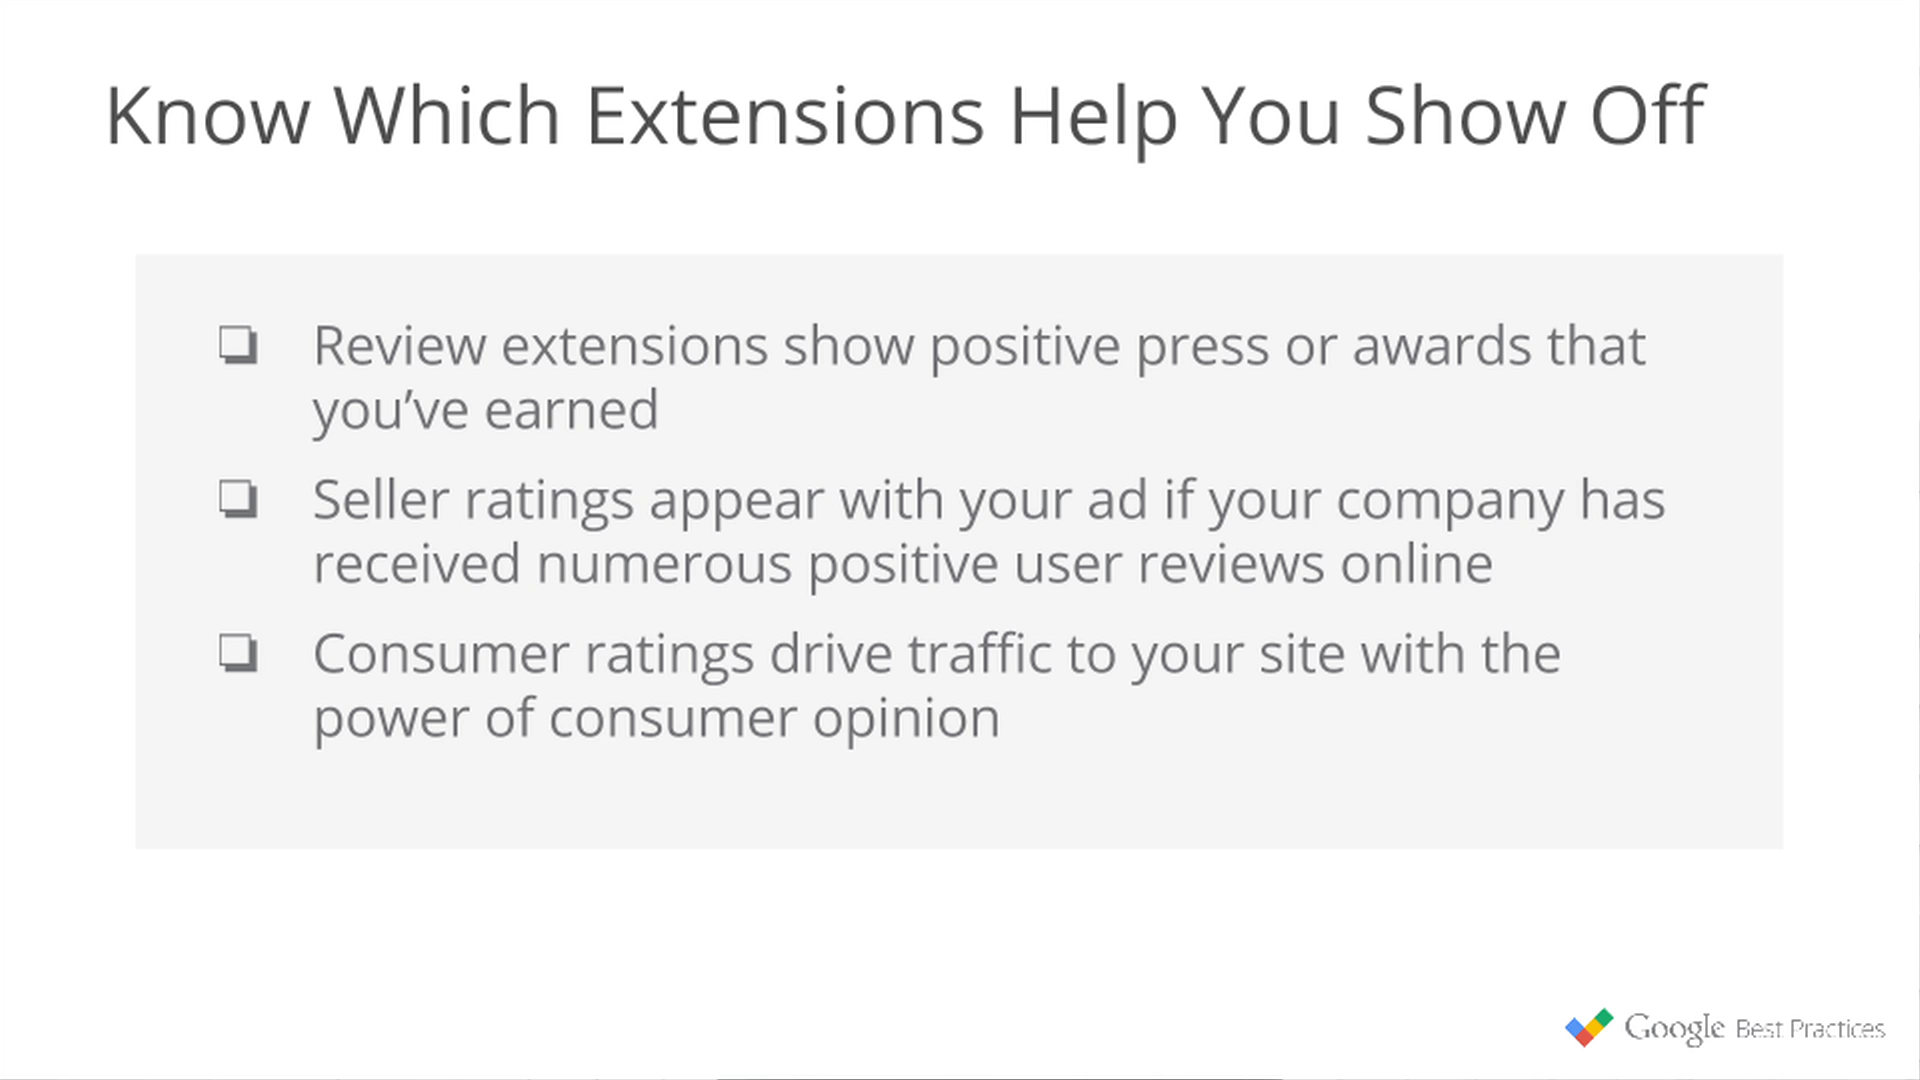 Know Which Extensions Help You Show Off
Review extensions show positive press or awards that
you’ve earned
Seller ratings appear with your ad if your company has
received numerous positive user reviews online
Consumer ratings drive traffic to your site with the
power of consumer opinion
Google Best Practices